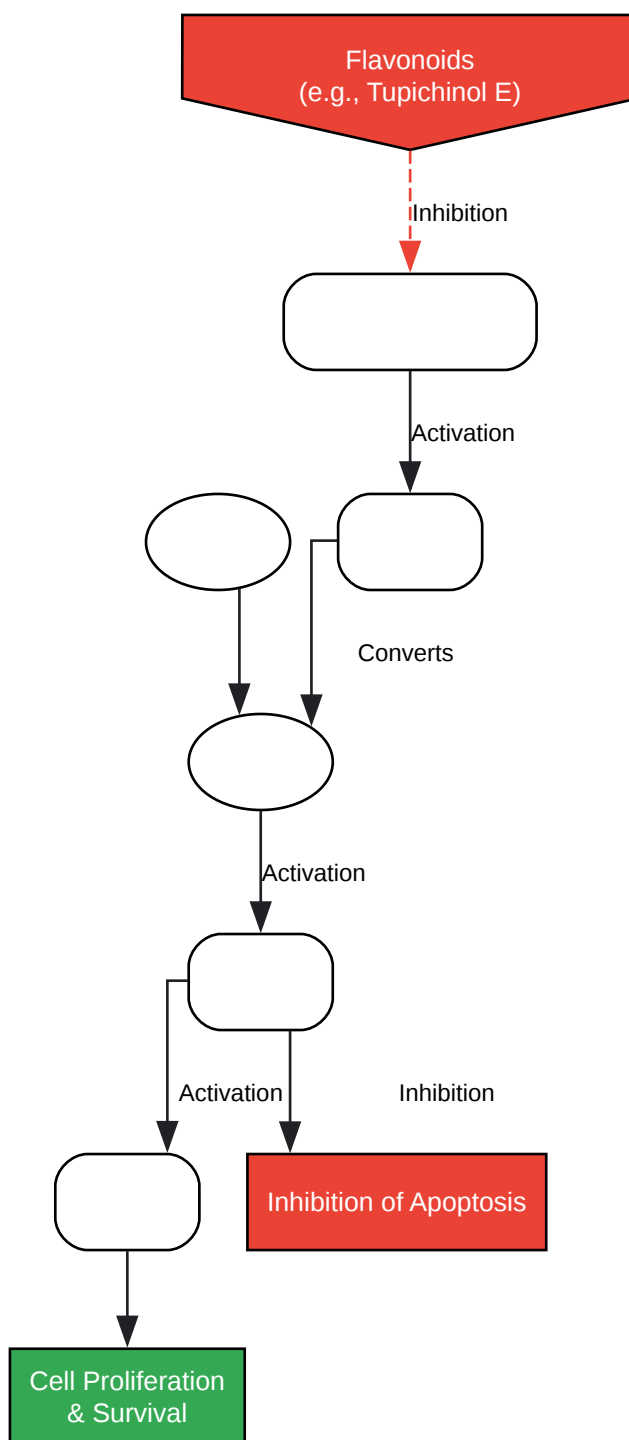 Flavonoids
(e.g., Tupichinol E)
Inhibition
Activation
Converts
Activation
Activation
Inhibition
Inhibition of Apoptosis
Cell Proliferation
& Survival